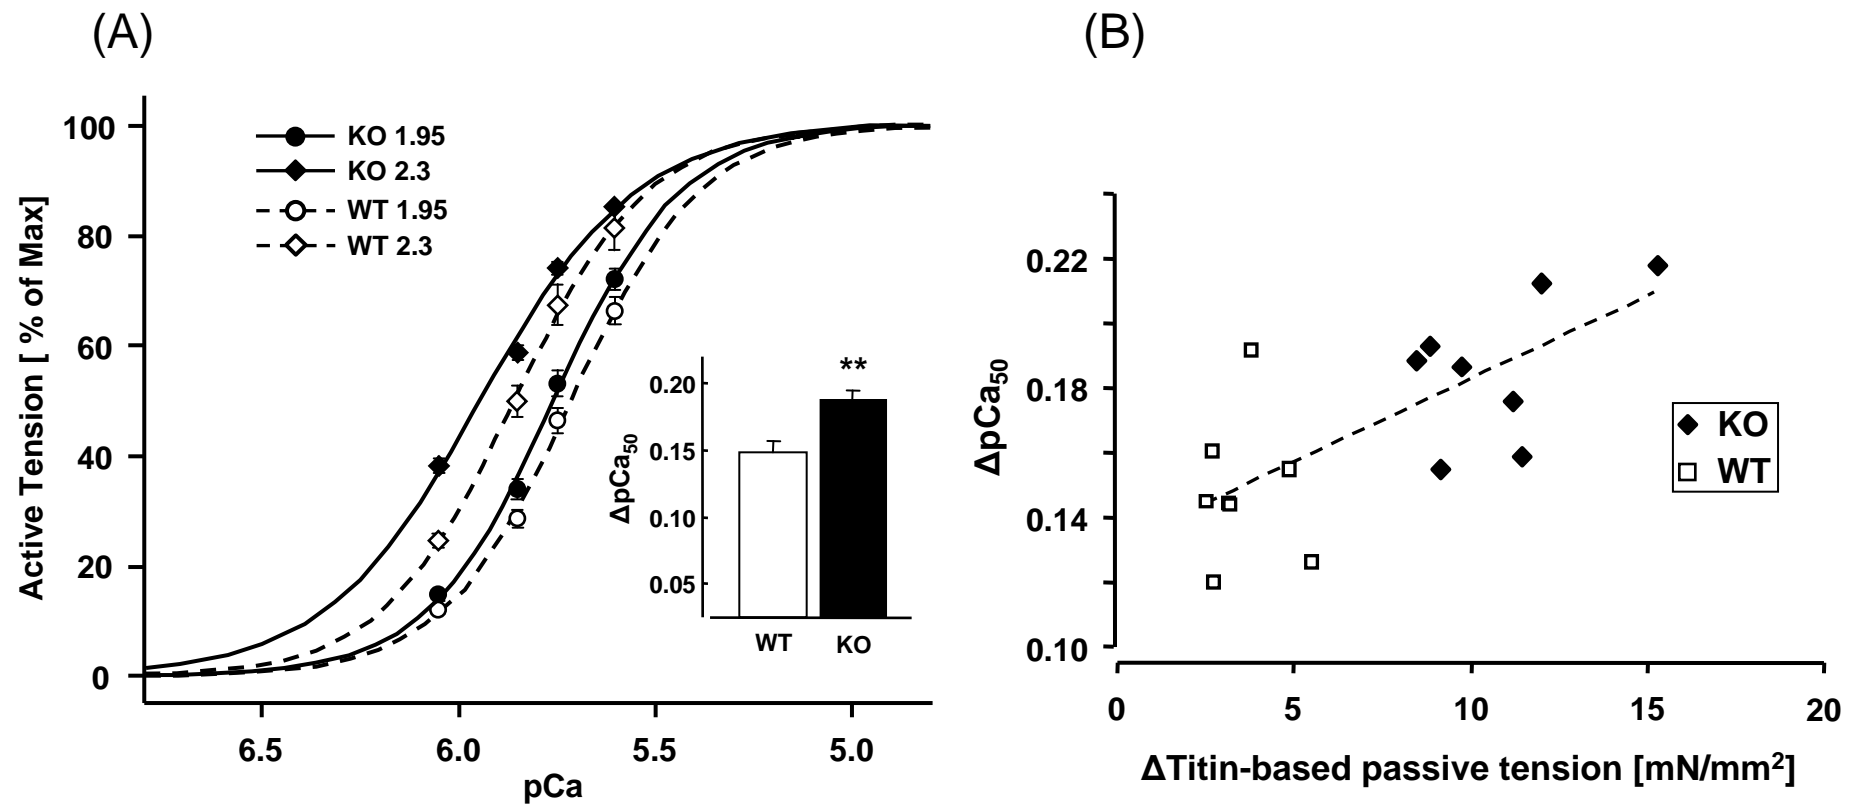 (A)
Active Tension [ % of Max]
100
80
60
40
20
0
KO 1.95
KO 2.3
WT 1.95
WT 2.3
6.5 6.0 5.5 5.0
pCa
**
ΔpCa50
0.20
0.15
0.10
0.05
WT KO
(B)
ΔpCa50
0.22
0.18
0.14
0.10
KO
WT
0 5 10 15 20
ΔTitin-based passive tension [mN/mm²]